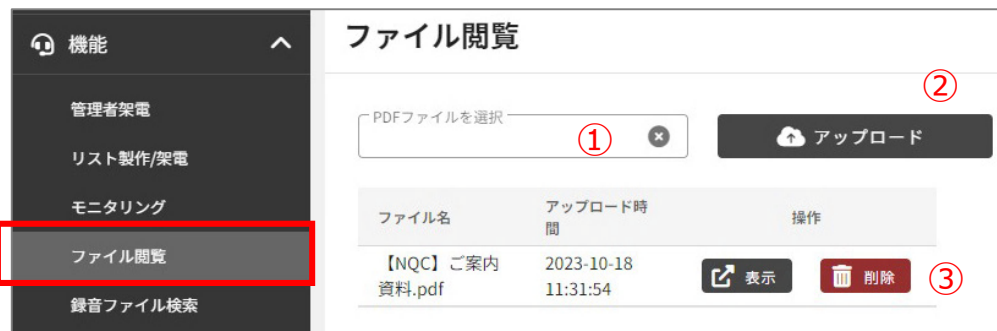 機能
管理者架電
リスト製作/架電
モニタリング
ファイル閲覧
録音ファイル検索
ファイル閲覧
②
PDFファイルを選択
①
アップロード
ファイル名
アップロード時
間
操作
【NQC】ご案内
資料.pdf
2023-10-18
11:31:54
表示
削除
③